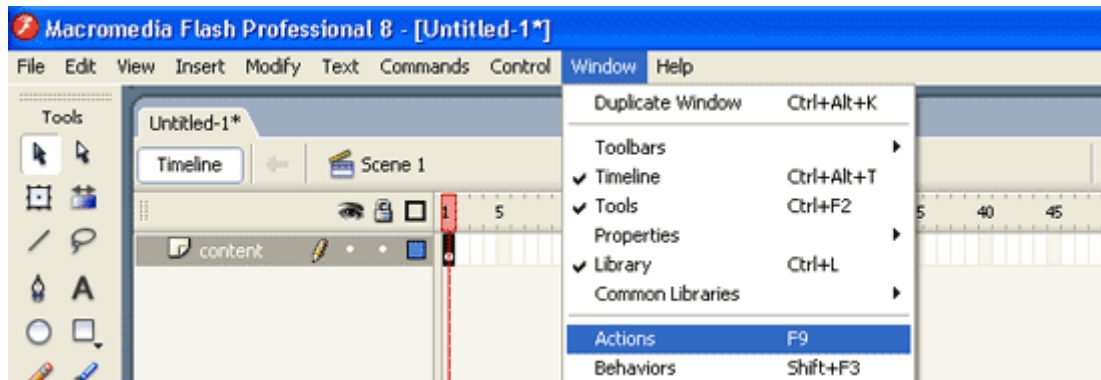 Macromedia Flash Professional 8 - [Untitled-1*]
File Edit View Insert Modify Text Commands Control Window Help
Tools
Untitled-1*
Timeline
Scene 1
1 5 5 40 45
content
Duplicate Window Ctrl+Alt+K
Toolbars
Timeline Ctrl+Alt+T
Tools Ctrl+F2
Properties
Library Ctrl+L
Common Libraries
Actions F9
Behaviors Shift+F3